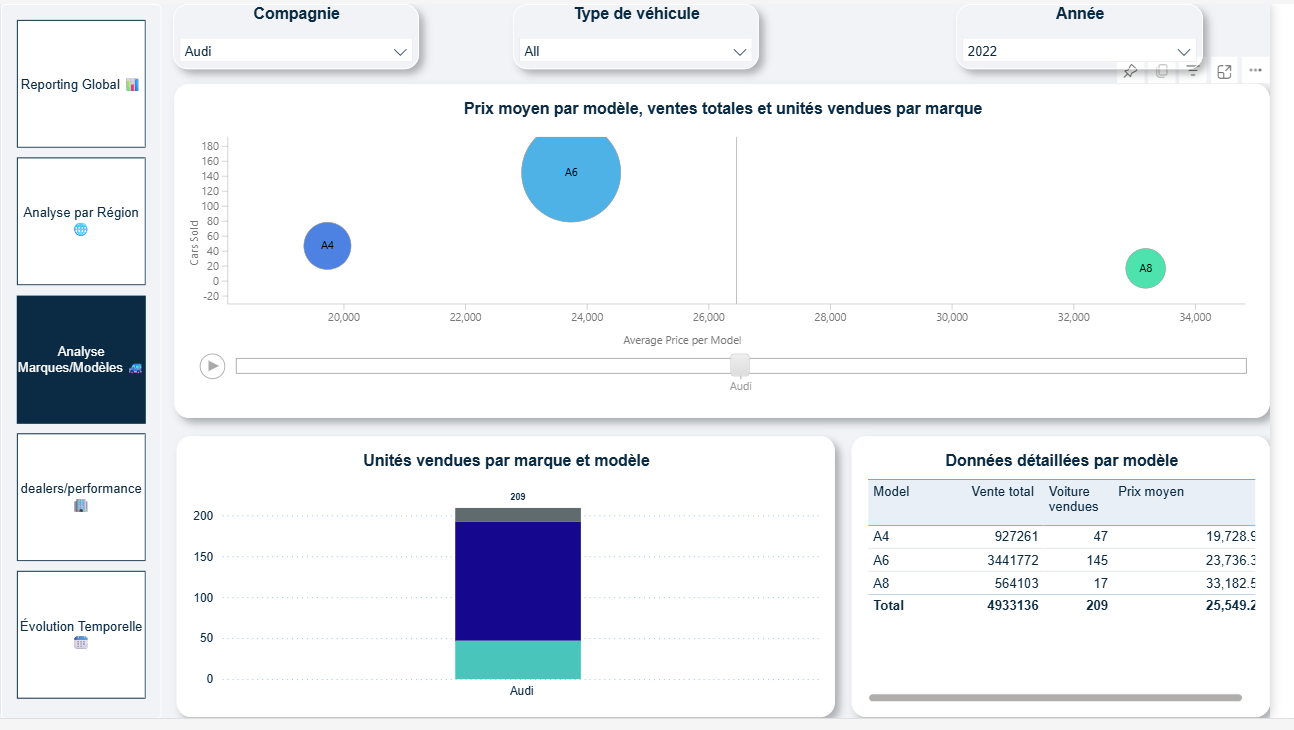 Reporting Global
Analyse par Région
Analyse
Marques/Modèles
dealers/performance
Évolution Temporelle
Compagnie
Audi
Type de véhicule
All
Année
2022
Prix moyen par modèle, ventes totales et unités vendues par marque
Cars Sold
180
160
140
120
100
80
60
40
20
0
-20
A4
A6
A8
20,000 22,000 24,000 26,000 28,000 30,000 32,000 34,000
Average Price per Model
Audi
Unités vendues par marque et modèle
209
200
150
100
50
0
Audi
Données détaillées par modèle
Model Vente total Voiture vendues Prix moyen
A4 927261 47 19,728.9
A6 3441772 145 23,736.3
A8 564103 17 33,182.5
Total 4933136 209 25,549.2